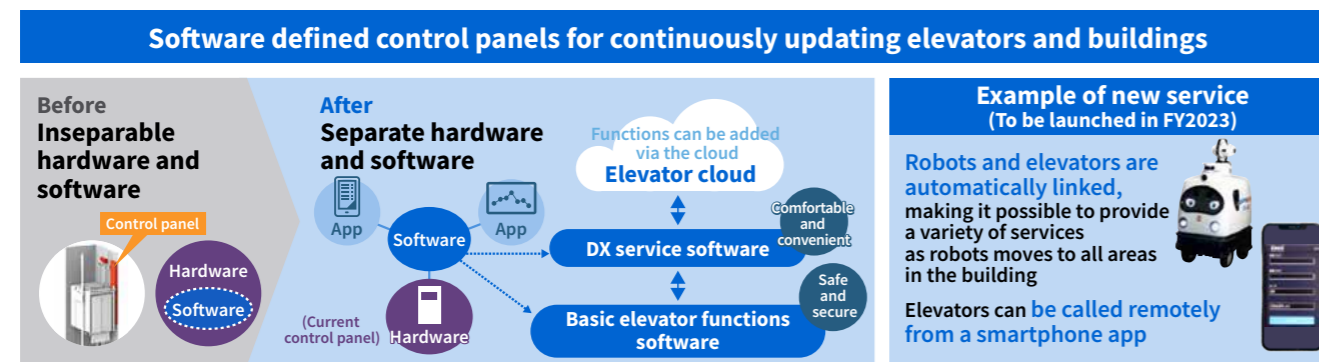 Software defined control panels for continuously updating elevators and buildings
Before
Inseparable
hardware and
software
Control panel
Hardware
Software
After
Separate hardware
and software
App
App
Software
(Current
control panel)
Hardware
Functions can be added
via the cloud
Elevator cloud
Comfortable
and
convenient
DX service software
Safe
and
secure
Basic elevator functions
software
Example of new service
(To be launched in FY2023)
Robots and elevators are
automatically linked,
making it possible to provide
a variety of services
as robots moves to all areas
in the building
Elevators can be called remotely
from a smartphone app